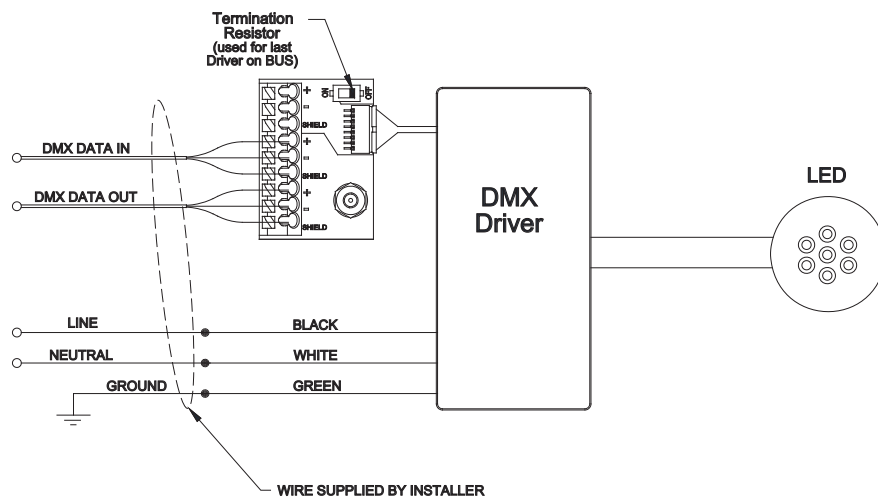 Termination
Resistor
(used for last
Driver on BUS)
ON
OFF
+
-
SHIELD
+
-
SHIELD
+
-
SHIELD
DMX DATA IN
DMX DATA OUT
DMX
Driver
LED
LINE
BLACK
NEUTRAL
WHITE
GROUND
GREEN
WIRE SUPPLIED BY INSTALLER